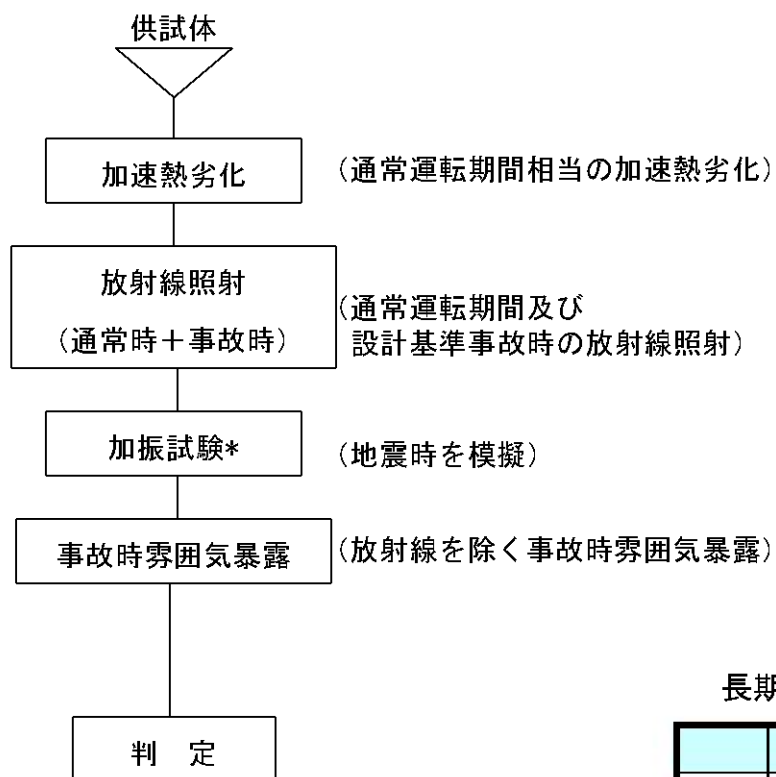 供試体
加速熱劣化
(通常運転期間相当の加速熱劣化)
放射線照射
(通常時＋事故時)
(通常運転期間及び
設計基準事故時の放射線照射)
加振試験*
(地震時を模擬)
事故時雰囲気暴露
(放射線を除く事故時雰囲気暴露)
長期
判　定